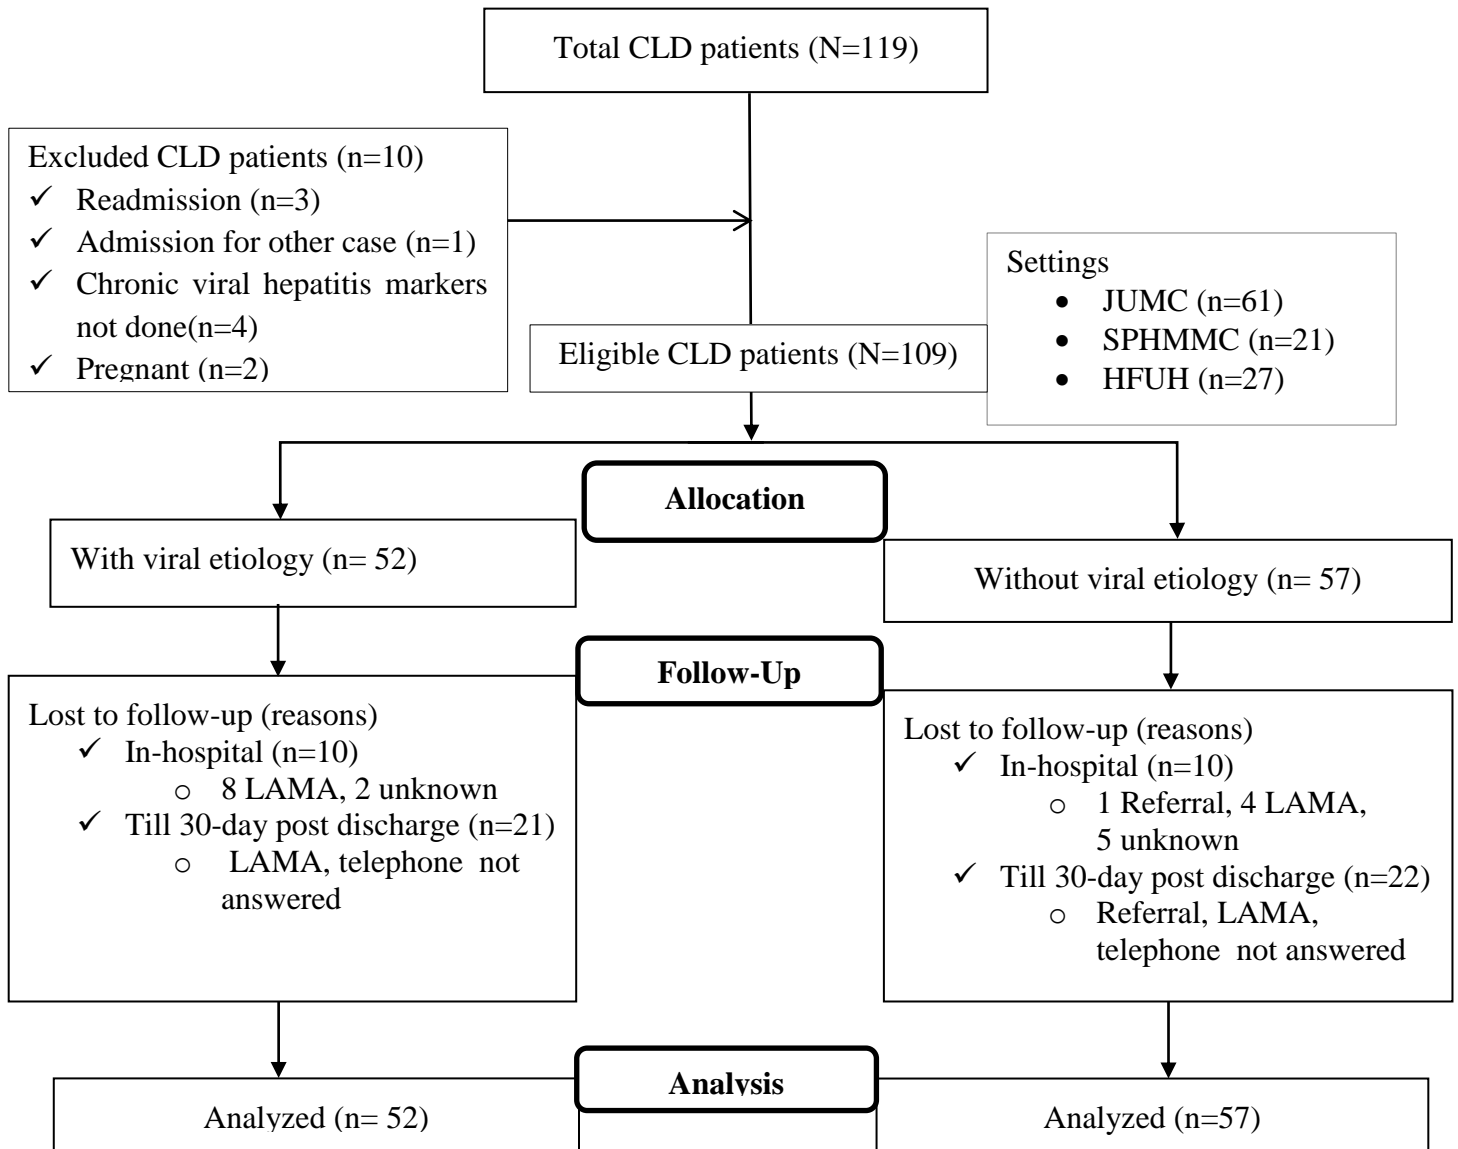 Total CLD patients (N=119)
Excluded CLD patients (n=10)
✓ Readmission (n=3)
✓ Admission for other case (n=1)
✓ Chronic viral hepatitis markers
not done(n=4)
✓ Pregnant (n=2)
Settings
• JUMC (n=61)
• SPHMMC (n=21)
• HFUH (n=27)
Eligible CLD patients (N=109)
Allocation
With viral etiology (n= 52)
Without viral etiology (n= 57)
Follow-Up
Lost to follow-up (reasons)
✓ In-hospital (n=10)
o 8 LAMA, 2 unknown
✓ Till 30-day post discharge (n=21)
o LAMA, telephone not
answered
Lost to follow-up (reasons)
✓ In-hospital (n=10)
o 1 Referral, 4 LAMA,
5 unknown
✓ Till 30-day post discharge (n=22)
o Referral, LAMA,
telephone not answered
Analysis
Analyzed (n= 52)
Analyzed (n=57)